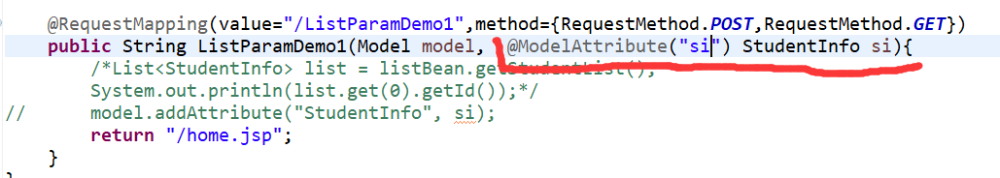 @RequestMapping(value="/ListParamDemo1",method={RequestMethod.POST,RequestMethod.GET})
public String ListParamDemo1(Model model, @ModelAttribute("si") StudentInfo si){
/*List<StudentInfo> list = listBean.getStudentList();
System.out.println(list.get(0).getId());*/
// model.addAttribute("StudentInfo", si);
return "/home.jsp";
}